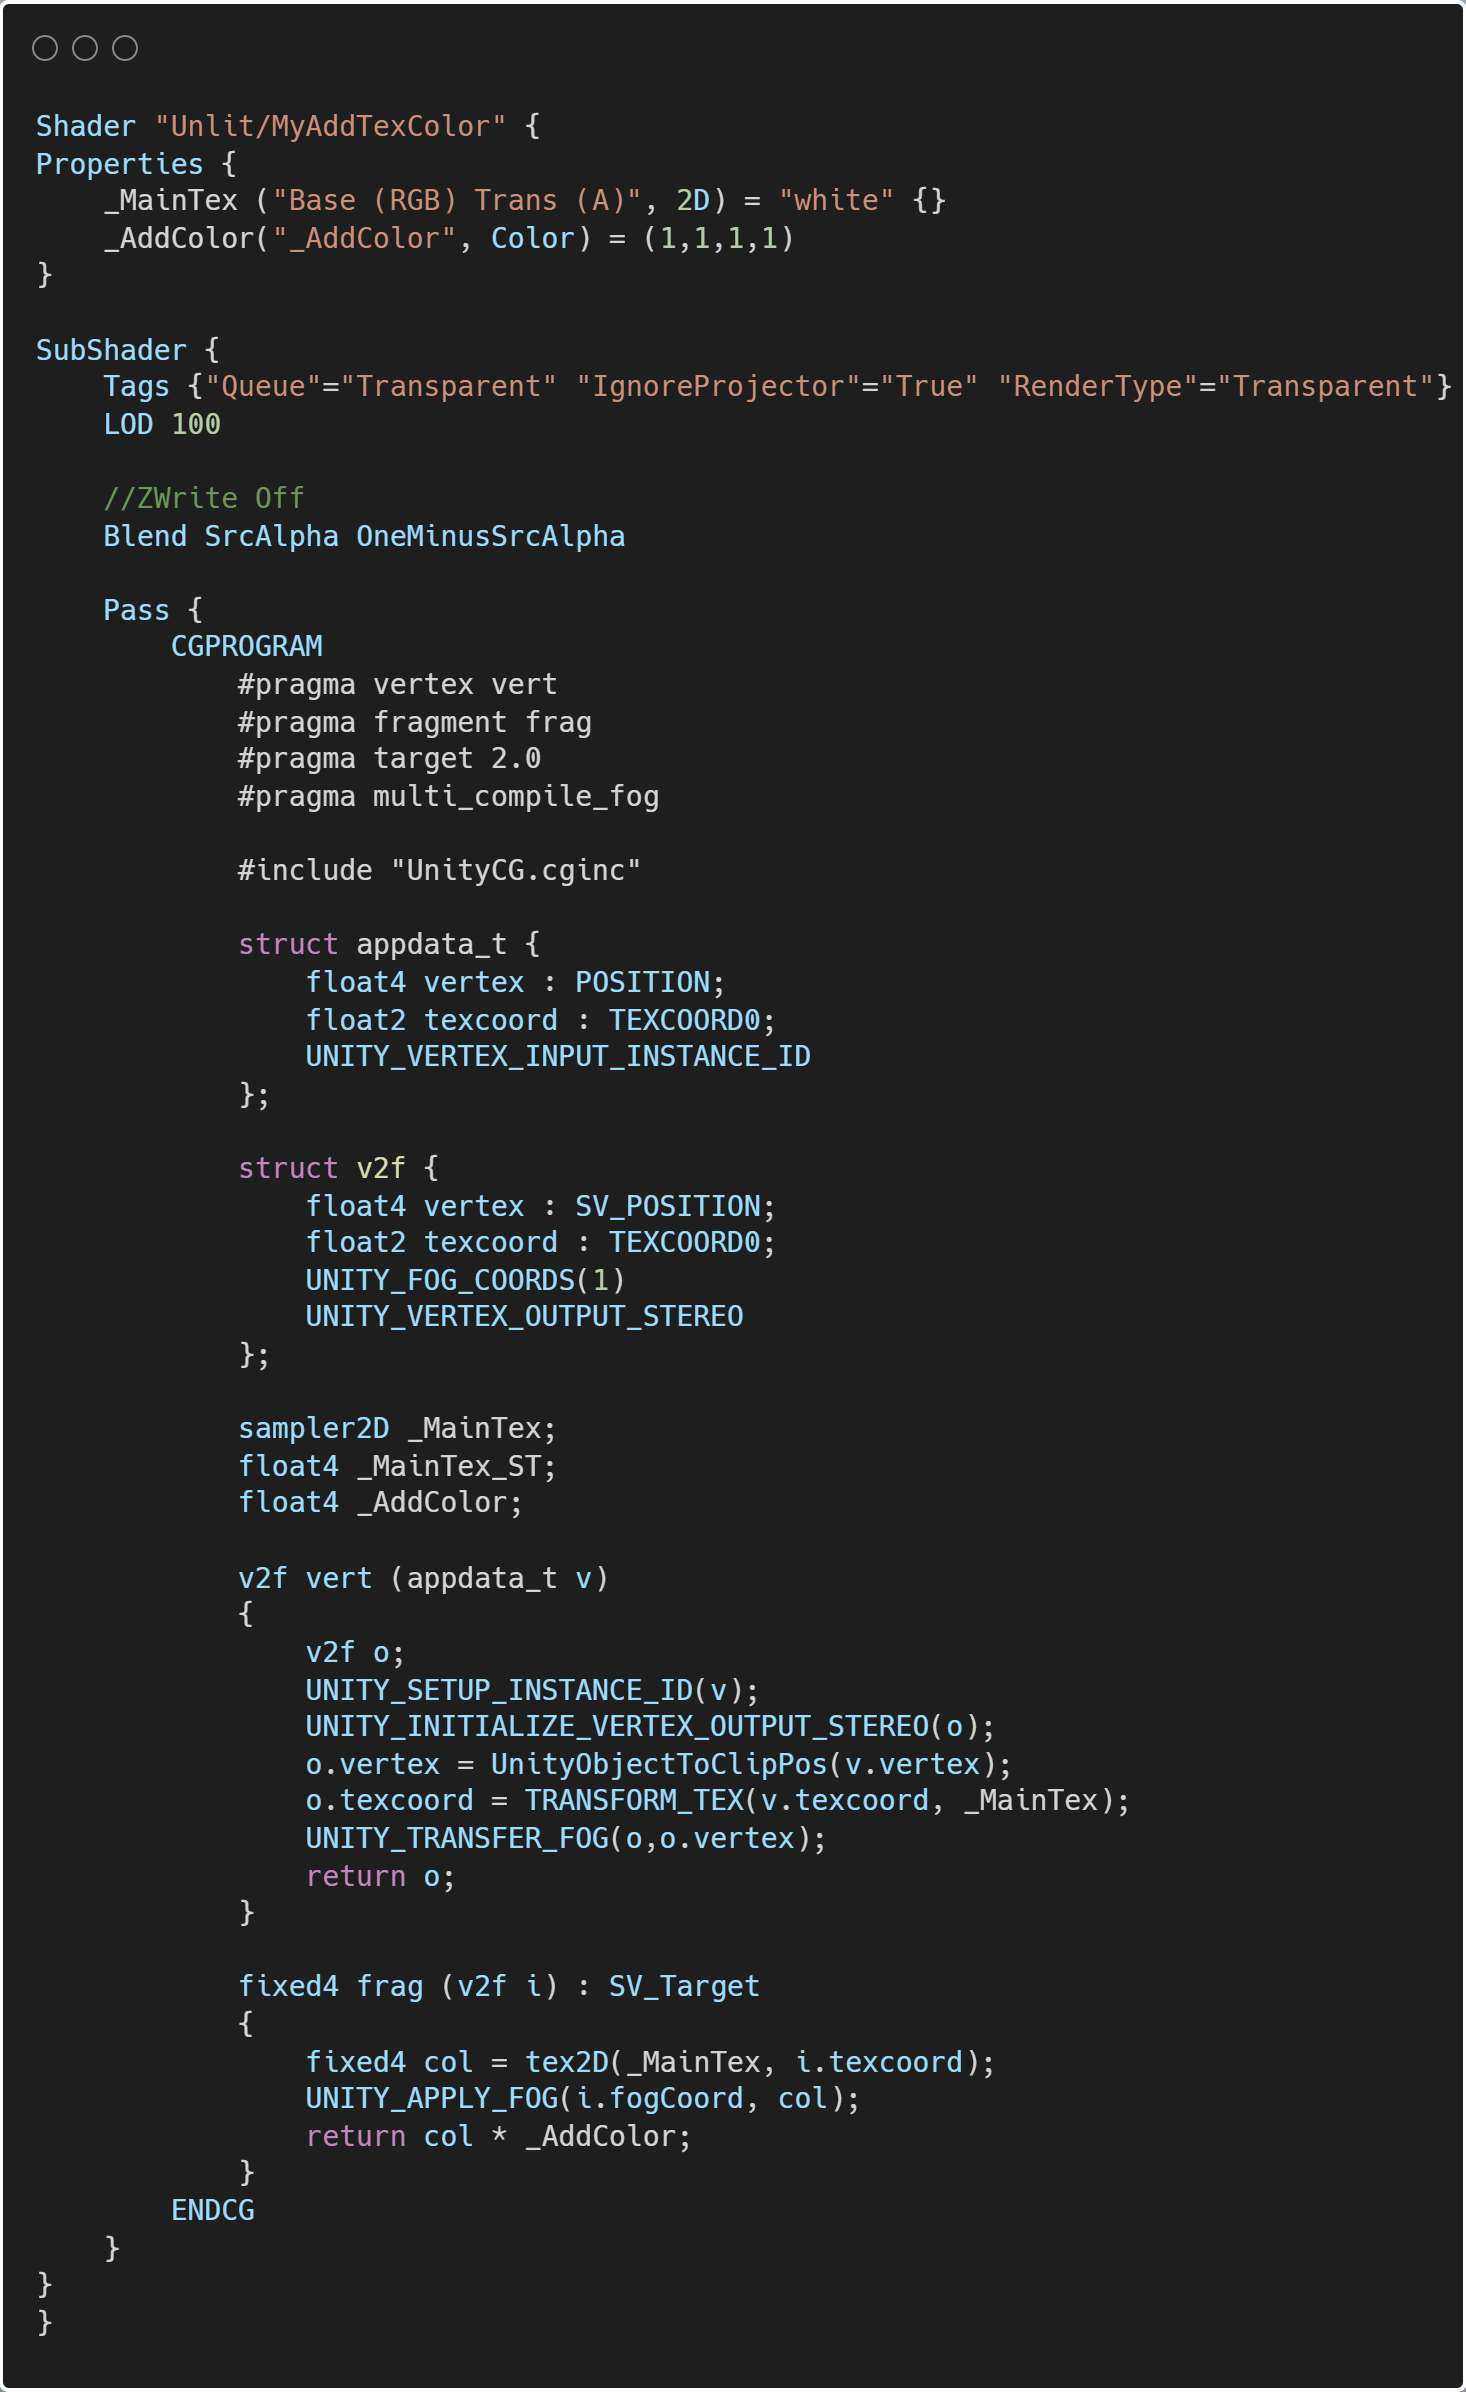 Shader "Unlit/MyAddTexColor" {
Properties {
    _MainTex ("Base (RGB) Trans (A)", 2D) = "white" {}
    _AddColor("_AddColor", Color) = (1,1,1,1)
}

SubShader {
    Tags {"Queue"="Transparent" "IgnoreProjector"="True" "RenderType"="Transparent"}
    LOD 100

    //ZWrite Off
    Blend SrcAlpha OneMinusSrcAlpha

    Pass {
        CGPROGRAM
            #pragma vertex vert
            #pragma fragment frag
            #pragma target 2.0
            #pragma multi_compile_fog

            #include "UnityCG.cginc"

            struct appdata_t {
                float4 vertex : POSITION;
                float2 texcoord : TEXCOORD0;
                UNITY_VERTEX_INPUT_INSTANCE_ID
            };

            struct v2f {
                float4 vertex : SV_POSITION;
                float2 texcoord : TEXCOORD0;
                UNITY_FOG_COORDS(1)
                UNITY_VERTEX_OUTPUT_STEREO
            };

            sampler2D _MainTex;
            float4 _MainTex_ST;
            float4 _AddColor;

            v2f vert (appdata_t v)
            {
                v2f o;
                UNITY_SETUP_INSTANCE_ID(v);
                UNITY_INITIALIZE_VERTEX_OUTPUT_STEREO(o);
                o.vertex = UnityObjectToClipPos(v.vertex);
                o.texcoord = TRANSFORM_TEX(v.texcoord, _MainTex);
                UNITY_TRANSFER_FOG(o,o.vertex);
                return o;
            }

            fixed4 frag (v2f i) : SV_Target
            {
                fixed4 col = tex2D(_MainTex, i.texcoord);
                UNITY_APPLY_FOG(i.fogCoord, col);
                return col * _AddColor;
            }
        ENDCG
    }
}
}